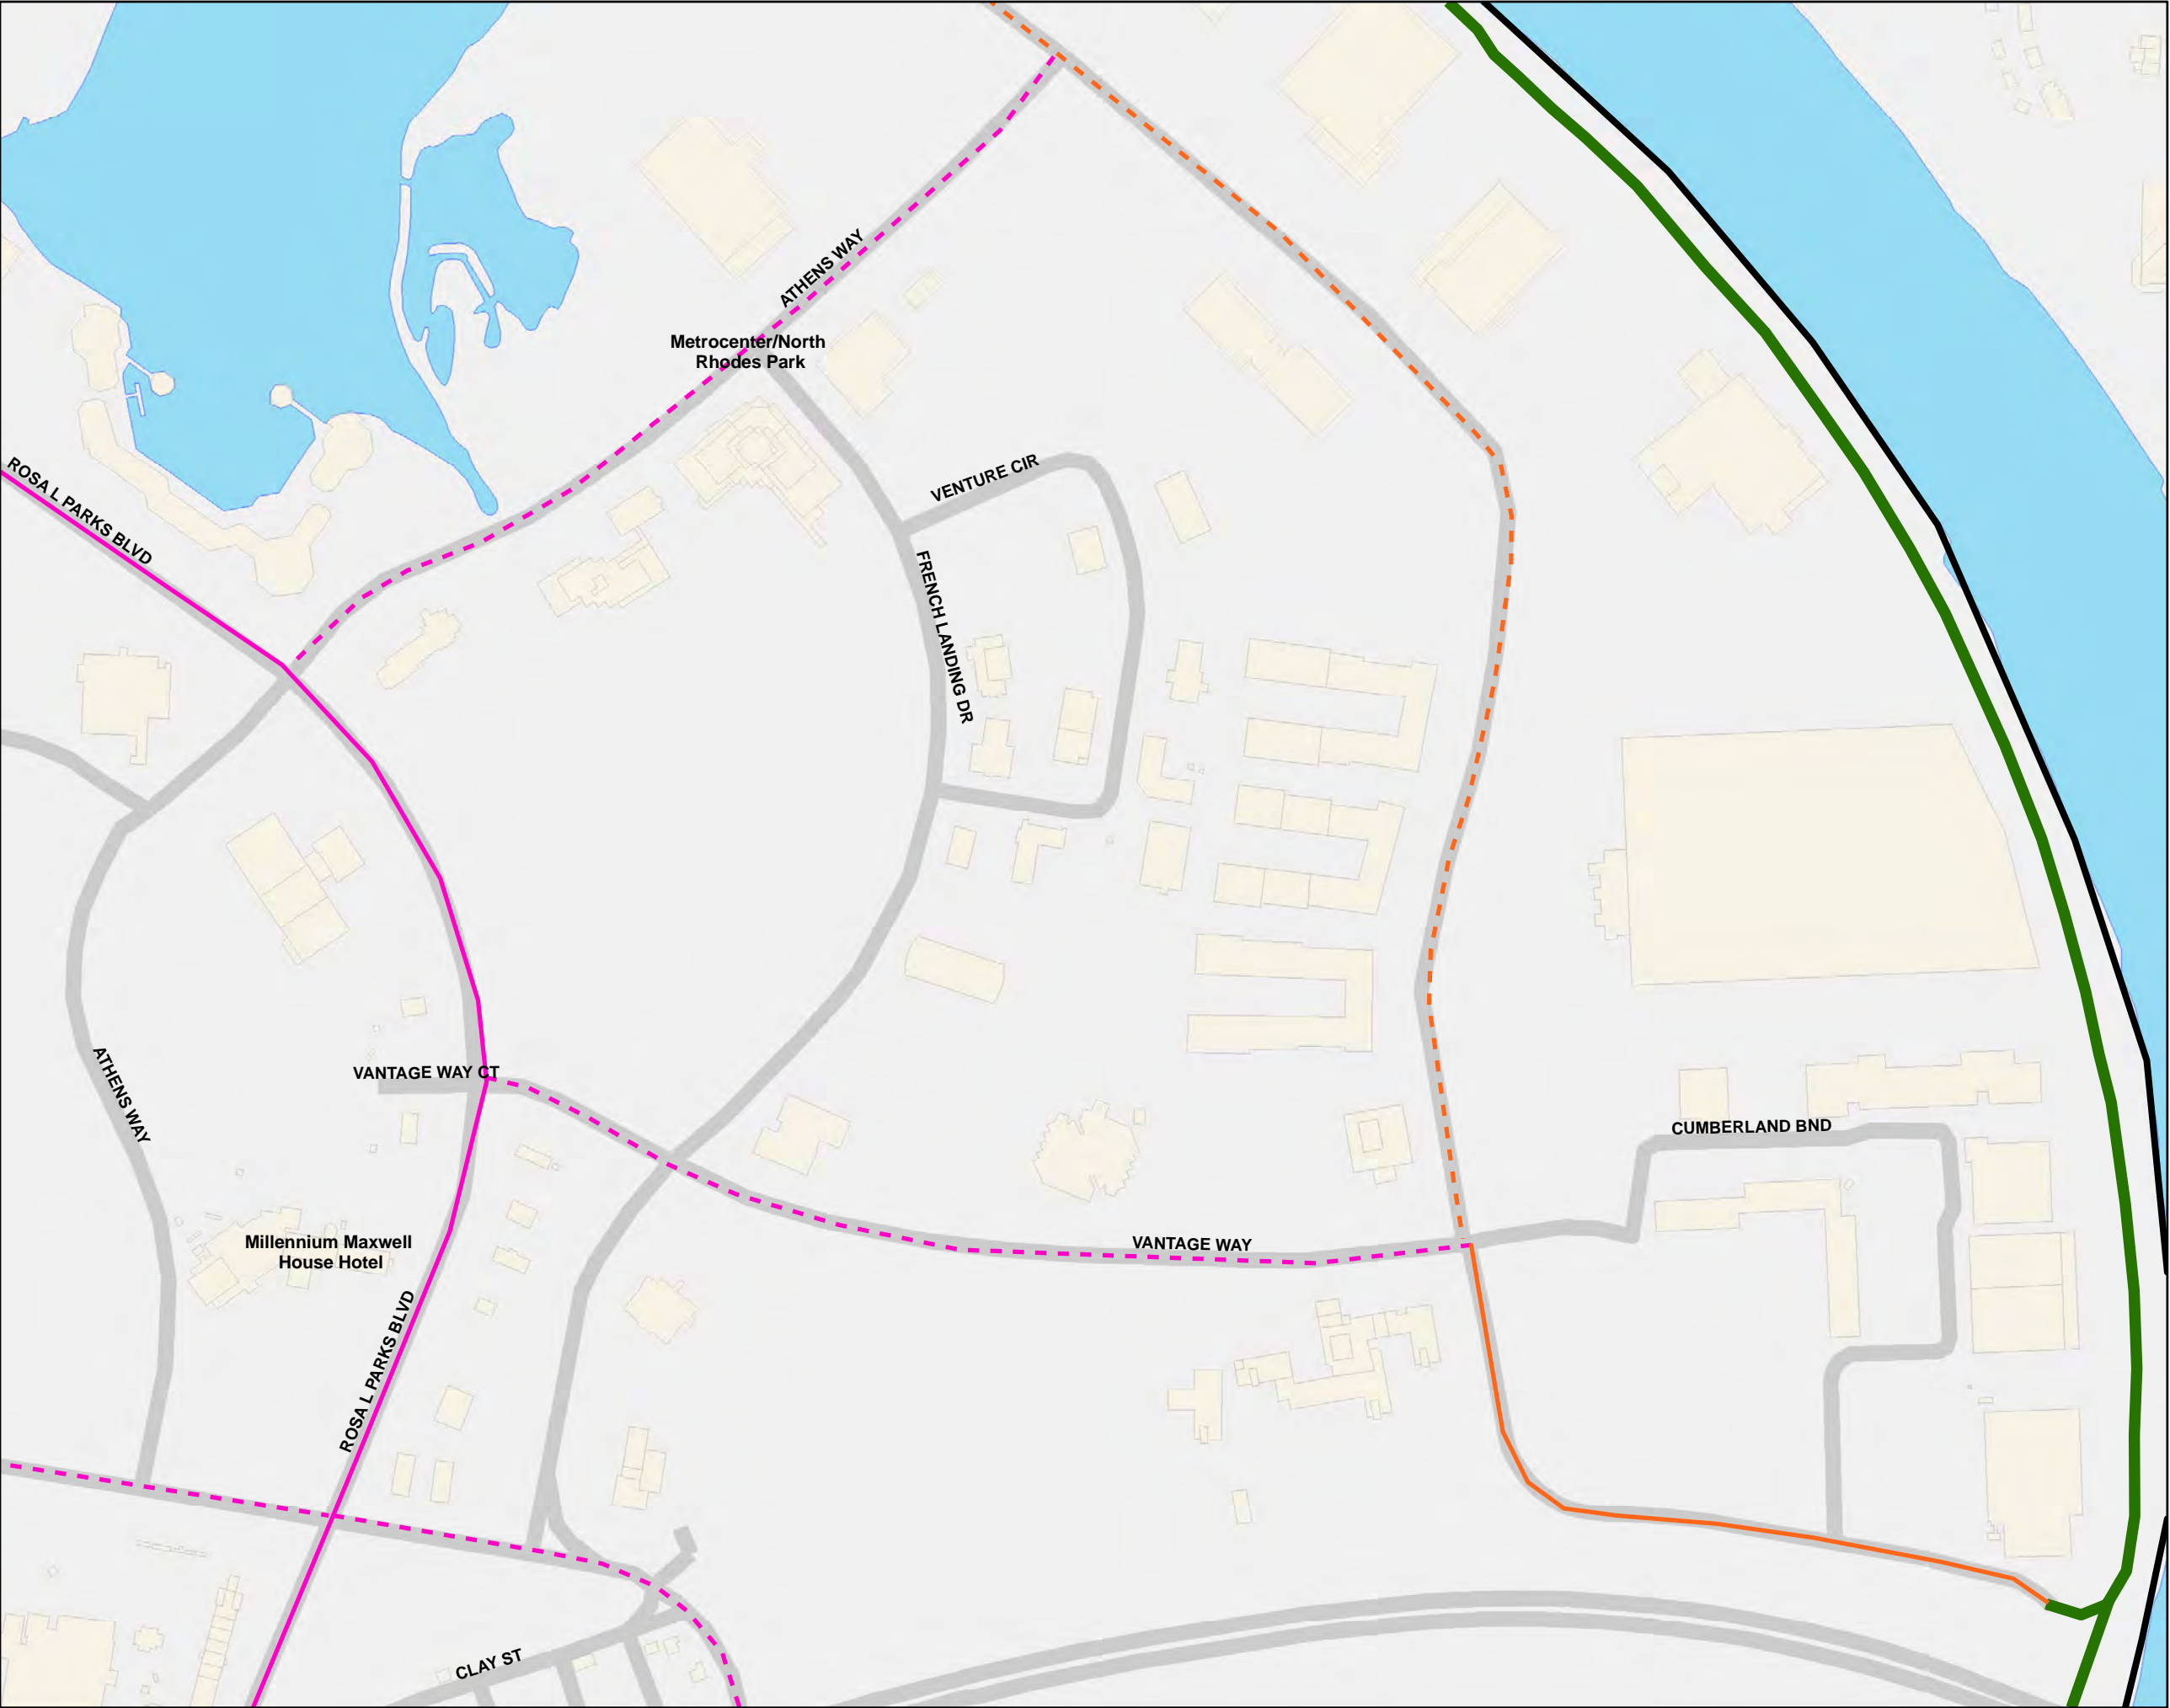 ATHENS WAY
Metrocenter/North
Rhodes Park
ROSA L PARKS BLVD
VENTURE CIR
FRENCH LANDING DR
VANTAGE WAY CT
ATHENS WAY
CUMBERLAND BND
Millennium Maxwell
House Hotel
VANTAGE WAY
ROSA L PARKS BLVD
CLAY ST